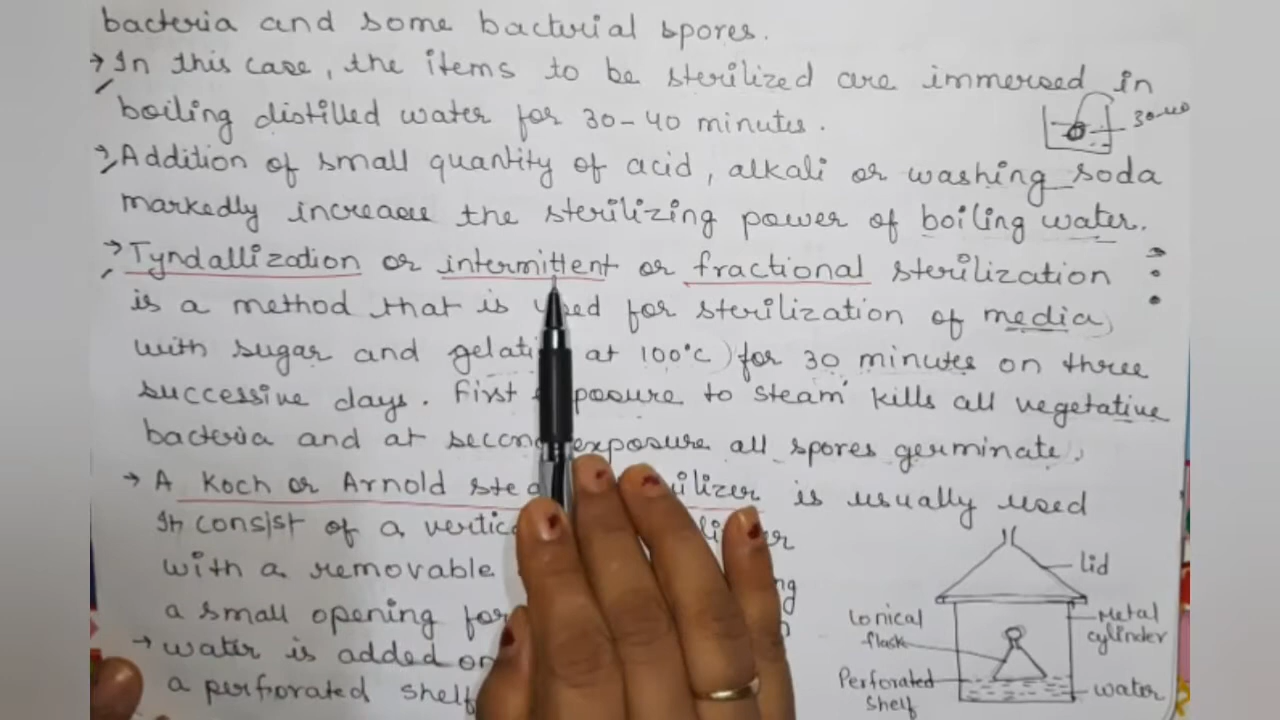 bacteria and some bacterial spores.
→ In this case, the items to be sterilized are immersed in
boiling distilled water for 30-40 minutes.
→ Addition of small quantity of acid, alkali or washing soda
markedly increase the sterilizing power of boiling water.
→ Tyndallization or intermittent or fractional sterilization
is a method that is used for sterilization of media
with sugar and gelati at 100°C) for 30 minutes on three
successive days. First exposure to steam kills all vegetative
bacteria and at second exposure all spores germinate.
→ A Koch or Arnold stea ilizer is usually used
It consist of a vertic
with a removable
a small opening for
→ water is added on
a perforated shelf
lid
Metal
cylinder
Conical
flask
Perforated
shelf
water